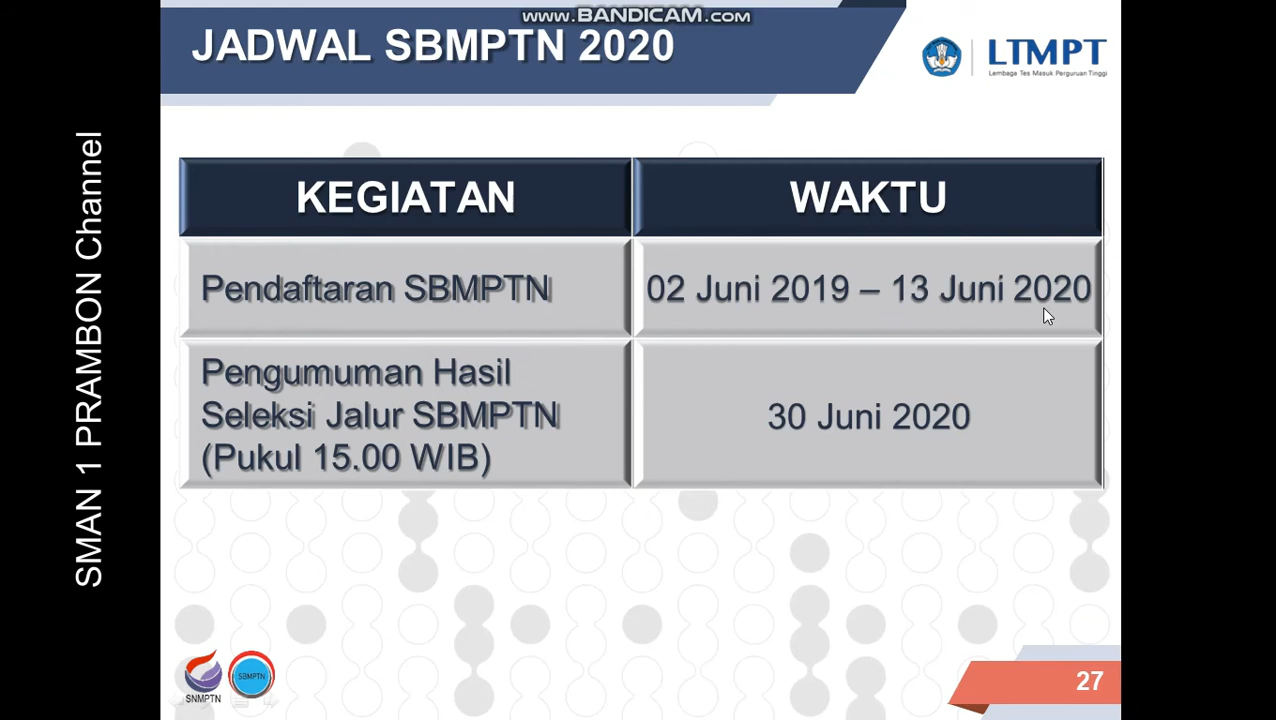 www.BANDICAM.com
JADWAL SBMPTN 2020
LTMPT
Lembaga Tes Masuk Perguruan Tinggi
SMAN 1 PRAMBON Channel
KEGIATAN
WAKTU
Pendaftaran SBMPTN
02 Juni 2019 – 13 Juni 2020
Pengumuman Hasil
Seleksi Jalur SBMPTN
(Pukul 15.00 WIB)
30 Juni 2020
SNMPTN
SBMPTN
27